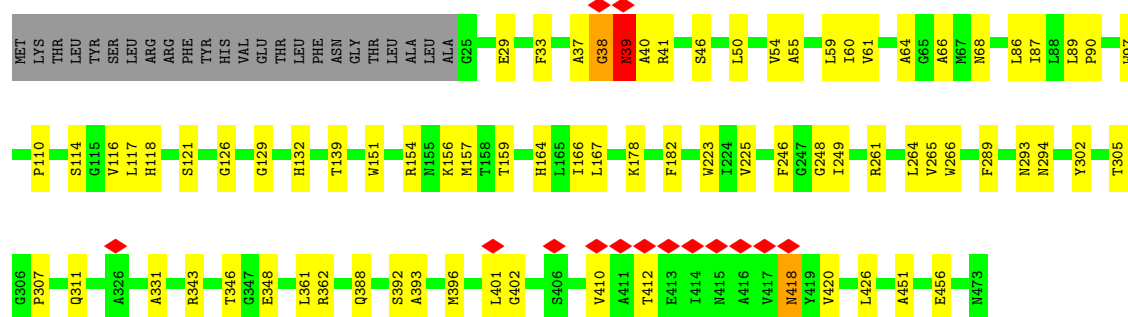 MET LYS THR LEU TYR SER LEU ARG ARG PHE TYR HIS VAL GLU THR LEU PHE ASN GLY THR LEU ALA LEU ALA G25 E29 F33 A37 G38 N39 A40 R41 S46 L50 V54 A55 L59 I60 V61 A64 G65 A66 M67 N68 L86 I87 L88 L89 P90 W97
P110 S114 G115 V116 L117 H118 S121 G126 G129 H132 T139 W151 R154 N155 K156 M157 T158 T159 H164 L165 I166 L167 K178 F182 W223 I224 V225 F246 G247 G248 I249 R261 L264 V265 W266 F289 N293 N294 Y302 T305
G306 P307 Q311 A326 A331 R343 T346 G347 E348 L361 R362 Q388 S392 A393 M396 L401 G402 S406 V410 A411 T412 E413 I414 N415 A416 V417 N418 Y419 V420 L426 A451 E456 N473